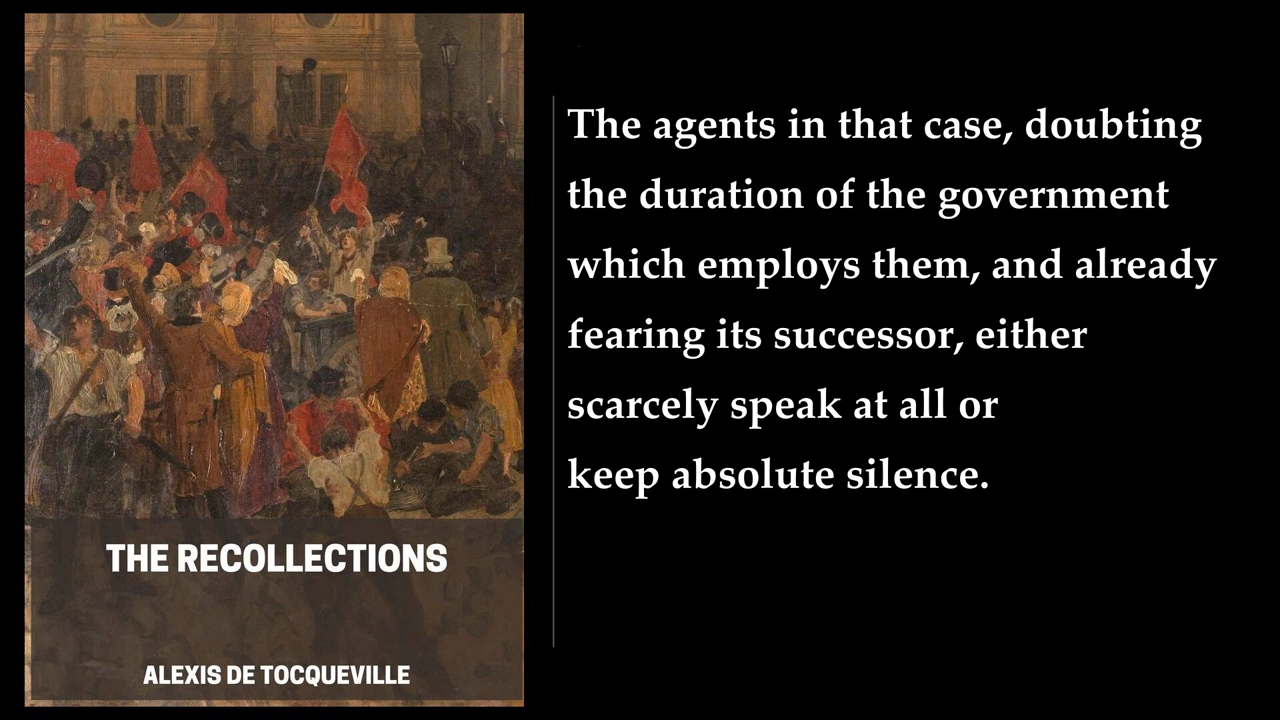 THE RECOLLECTIONS
ALEXIS DE TOCQUEVILLE
The agents in that case, doubting
the duration of the government
which employs them, and already
fearing its successor, either
scarcely speak at all or
keep absolute silence.